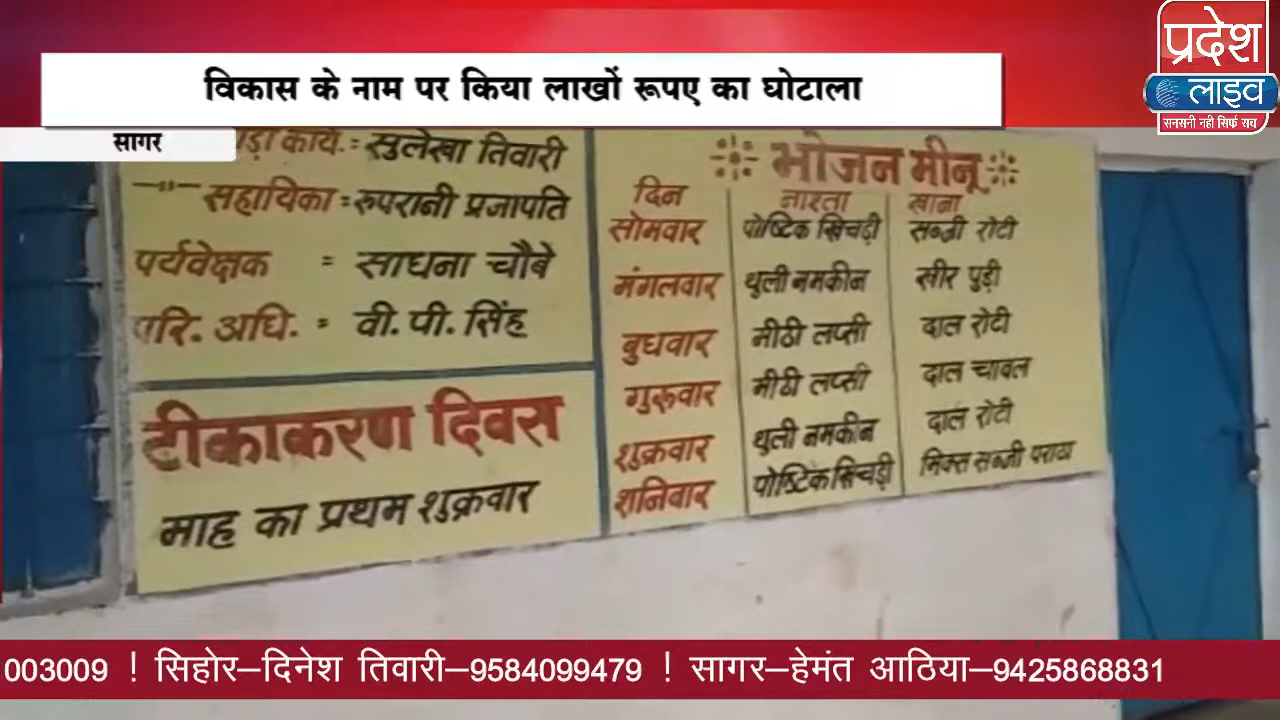 प्रदेश
लाइव
सनसनी नही सिर्फ सच
विकास के नाम पर किया लाखों रूपए का घोटाला
सागर
कार्य.: सुलेखा तिवारी
सहायिका = रुपरानी प्रजापति
पर्यवेक्षक = साधना चौबे
परि. अधि. = वी. पी. सिंह
टीकाकरण दिवस
माह का प्रथम शुक्रवार
भोजन मीनू
दिन नास्ता खाना
सोमवार पोष्टिक खिचड़ी सब्जी रोटी
मंगलवार थुली नमकीन खीर पुड़ी
बुधवार मीठी लप्सी दाल रोटी
गुरूवार मीठी लप्सी दाल चावल
शुक्रवार थुली नमकीन दाल रोटी
शनिवार पोष्टिक खिचड़ी मिक्त सब्जी पराठा
003009 ! सिहोर–दिनेश तिवारी–9584099479 ! सागर–हेमंत आठिया–9425868831